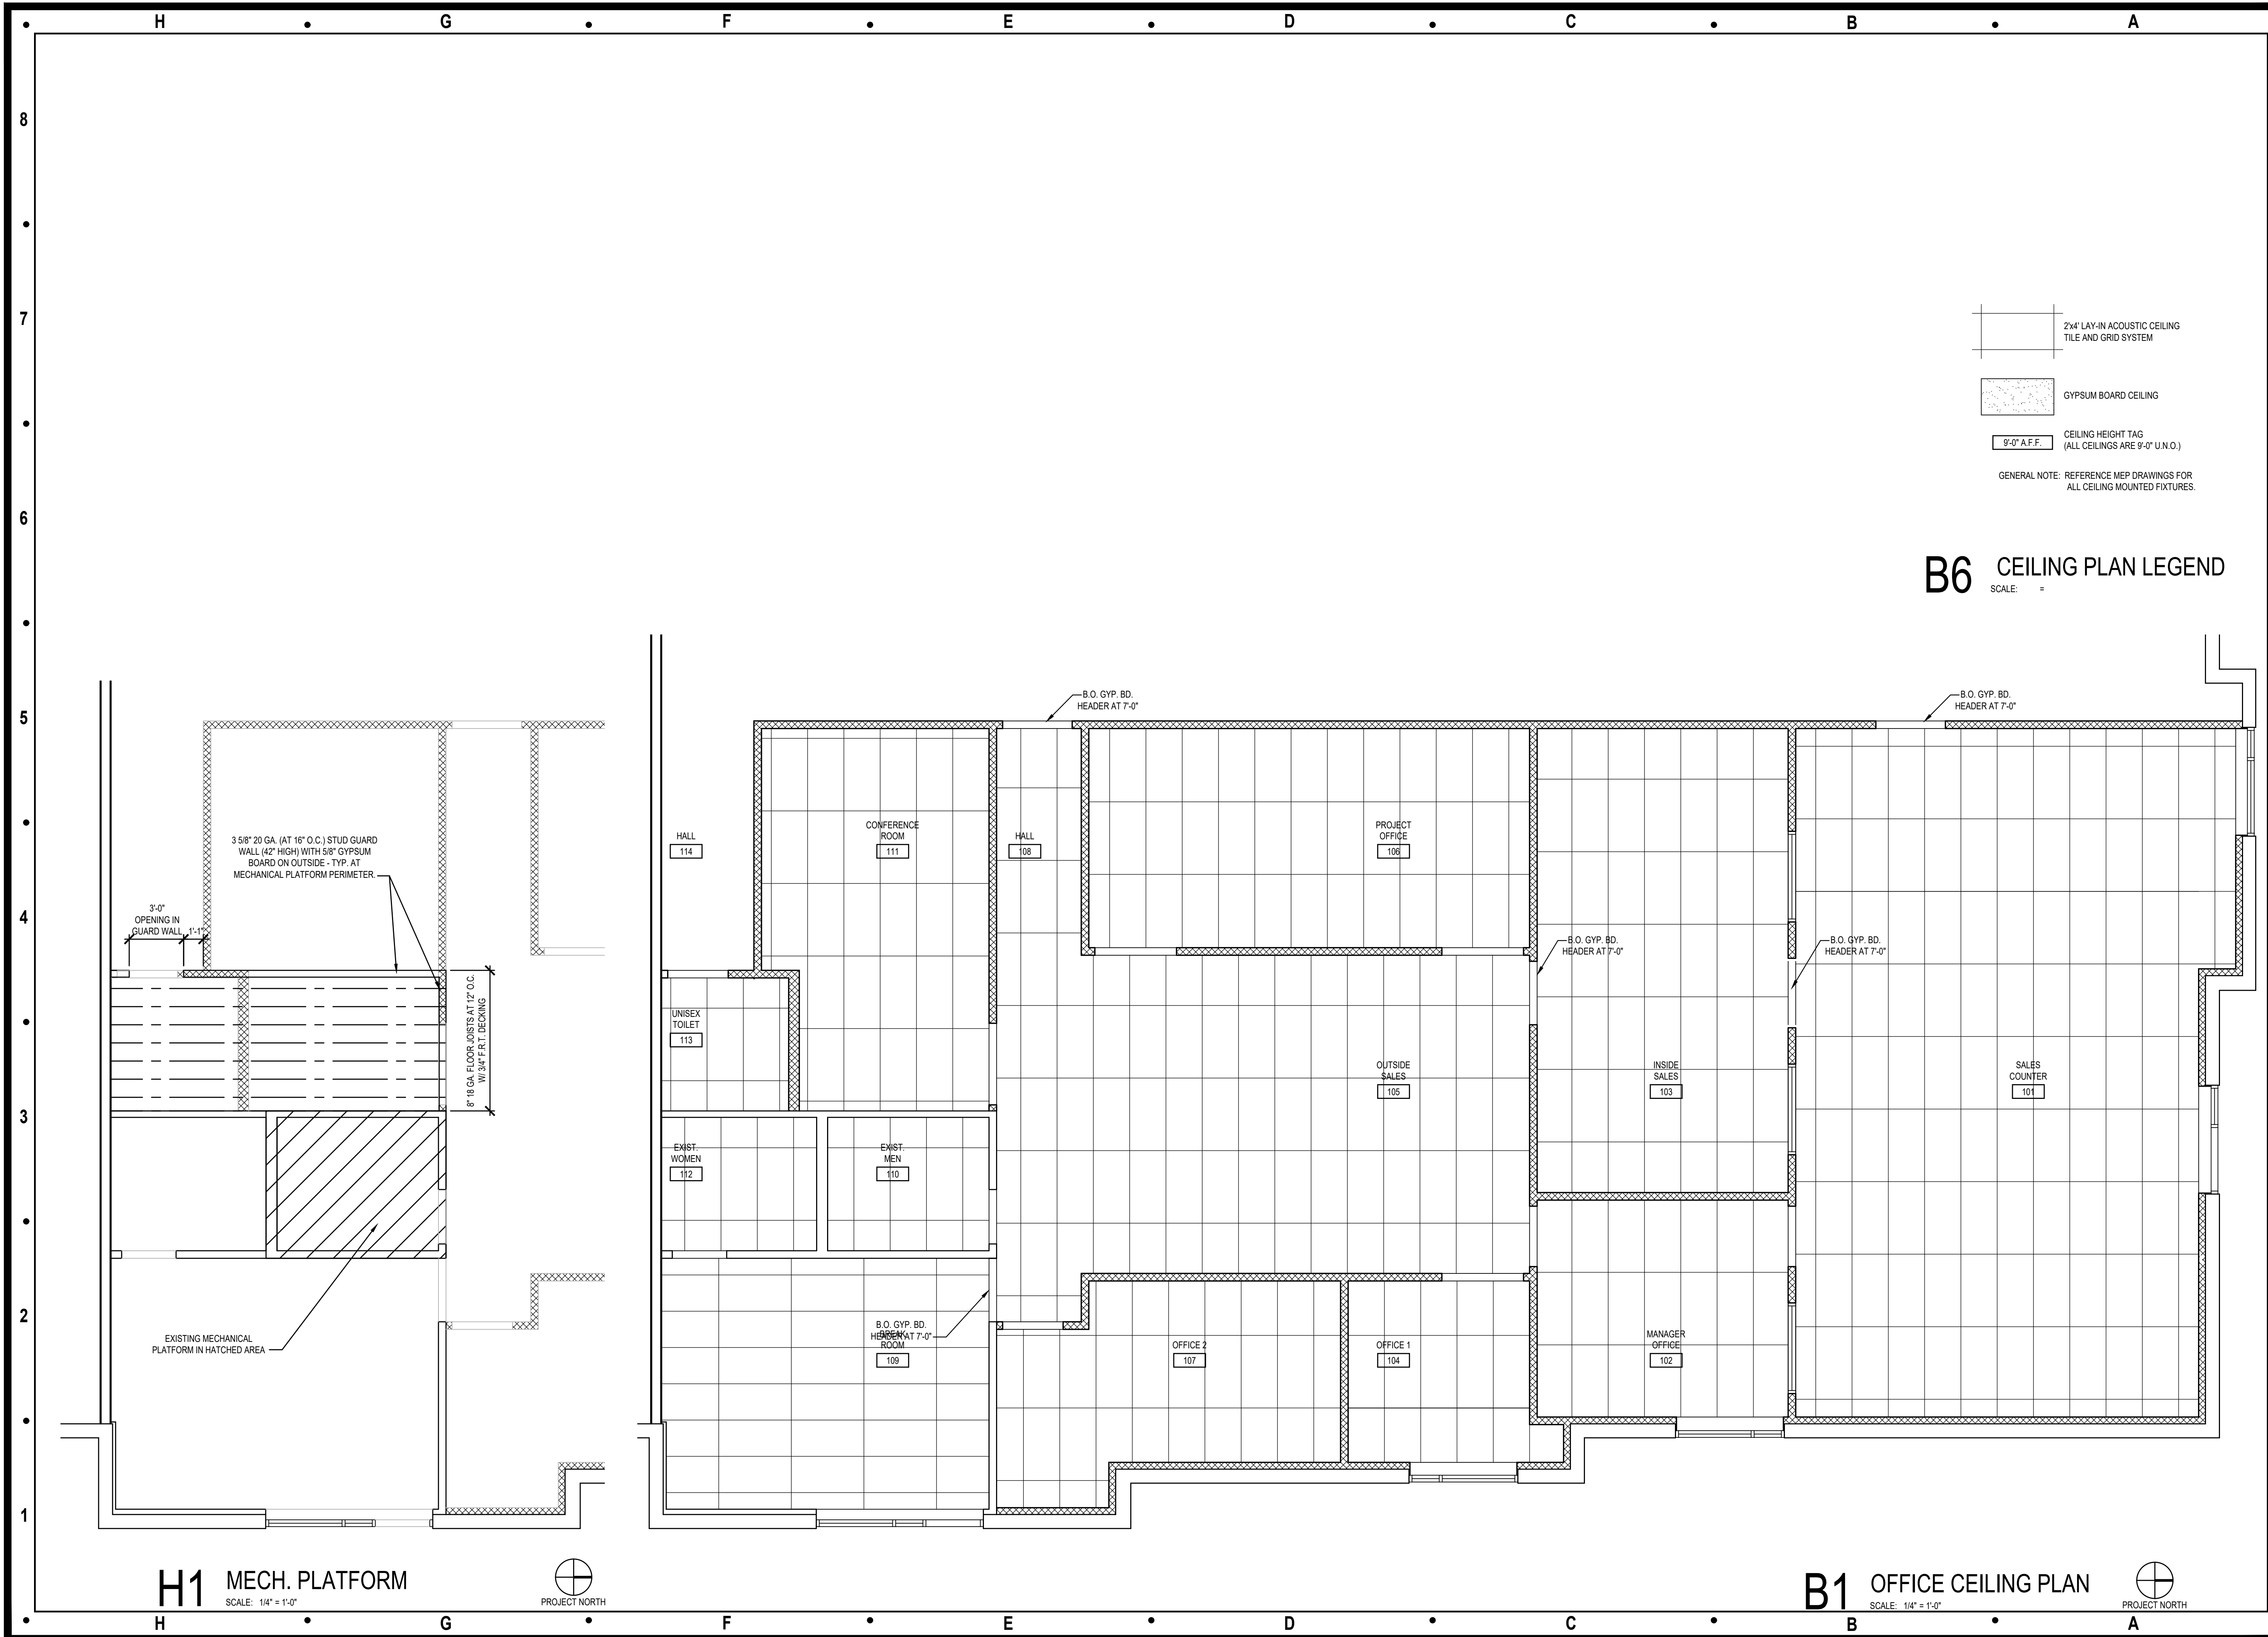 H G F E D C B A
8
7
6
5
4
3
2
1
2'x4' LAY-IN ACOUSTIC CEILING
TILE AND GRID SYSTEM
GYPSUM BOARD CEILING
9'-0" A.F.F.
CEILING HEIGHT TAG
(ALL CEILINGS ARE 9'-0" U.N.O.)
GENERAL NOTE: REFERENCE MEP DRAWINGS FOR
ALL CEILING MOUNTED FIXTURES.
B6 CEILING PLAN LEGEND
SCALE: =
3 5/8" 20 GA. (AT 16" O.C.) STUD GUARD
WALL (42" HIGH) WITH 5/8" GYPSUM
BOARD ON OUTSIDE - TYP. AT
MECHANICAL PLATFORM PERIMETER.
3'-0"
OPENING IN
GUARD WALL
1'-1"
8" 18 GA. FLOOR JOISTS AT 12" O.C.
W/ 3/4" F.R.T. DECKING
EXISTING MECHANICAL
PLATFORM IN HATCHED AREA
H1 MECH. PLATFORM
SCALE: 1/4" = 1'-0"
PROJECT NORTH
B.O. GYP. BD.
HEADER AT 7'-0"
B.O. GYP. BD.
HEADER AT 7'-0"
HALL
114
CONFERENCE
ROOM
111
HALL
108
PROJECT
OFFICE
106
B.O. GYP. BD.
HEADER AT 7'-0"
B.O. GYP. BD.
HEADER AT 7'-0"
UNISEX
TOILET
113
OUTSIDE
SALES
105
INSIDE
SALES
103
SALES
COUNTER
101
EXIST.
WOMEN
112
EXIST.
MEN
110
B.O. GYP. BD.
HEADER AT 7'-0"
BREAK
ROOM
109
OFFICE 2
107
OFFICE 1
104
MANAGER
OFFICE
102
B1 OFFICE CEILING PLAN
SCALE: 1/4" = 1'-0"
PROJECT NORTH
H G F E D C B A